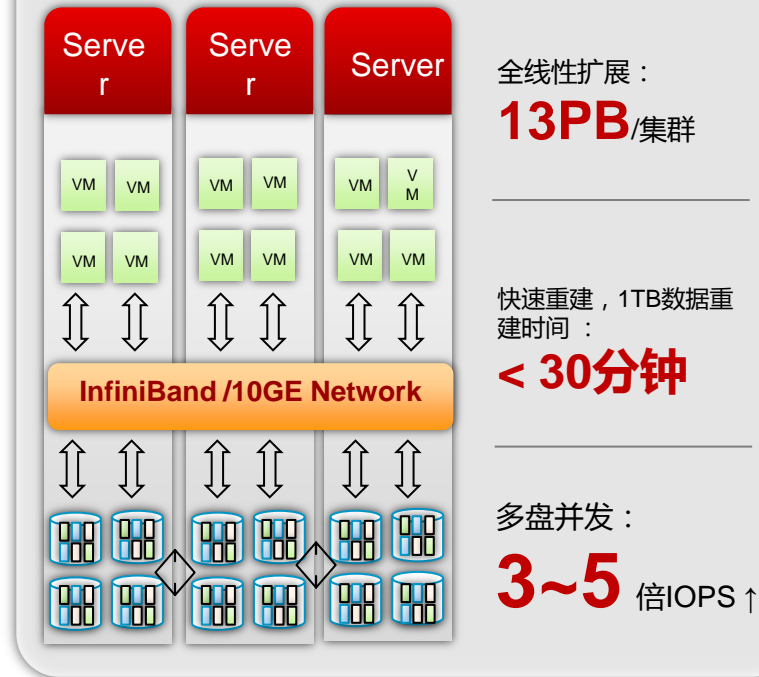 Serve
r
Serve
r
Server
VM VM VM VM VM V
M
VM VM VM VM VM VM
InfiniBand /10GE Network
全线性扩展：
13PB/集群
快速重建，1TB数据重
建时间 ：
< 30分钟
多盘并发：
3~5 倍IOPS↑